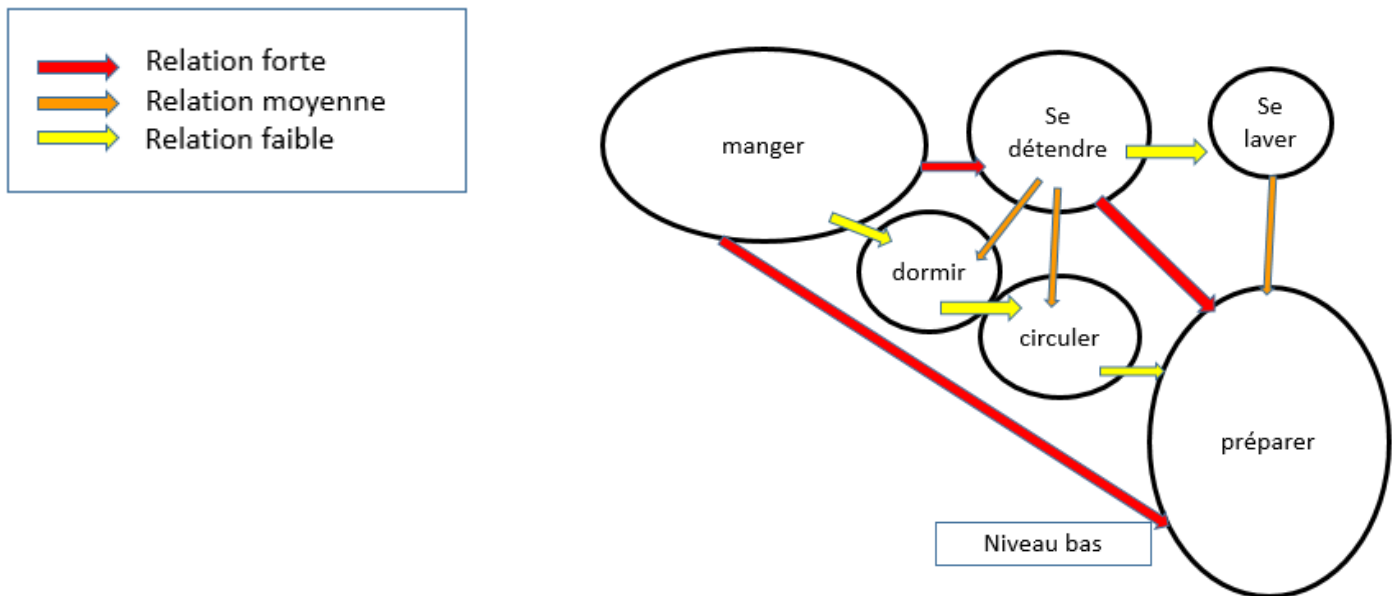 Relation forte
Relation moyenne
Relation faible
manger
Se
détendre
Se
laver
dormir
circuler
préparer
Niveau bas